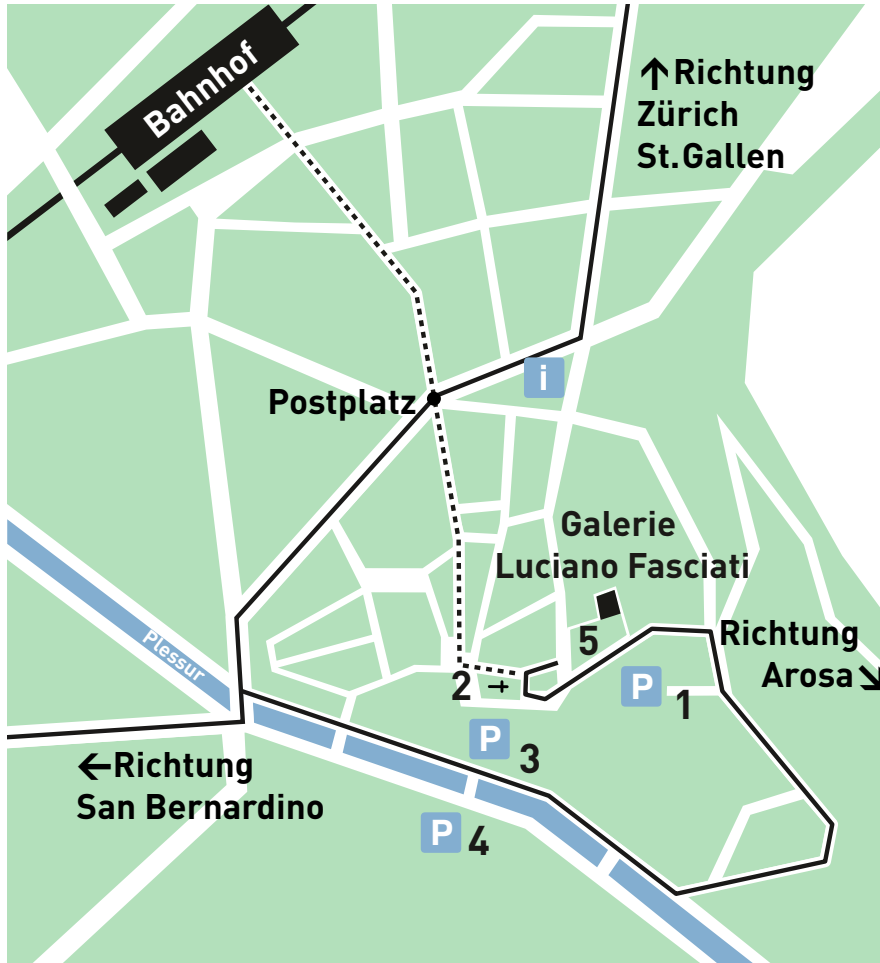 Bahnhof
↑Richtung
Zürich
St.Gallen
i
Postplatz
Galerie
Luciano Fasciati
5
Richtung
Arosa↘
Plessur
2
P
1
P
3
←Richtung
San Bernardino
P
4